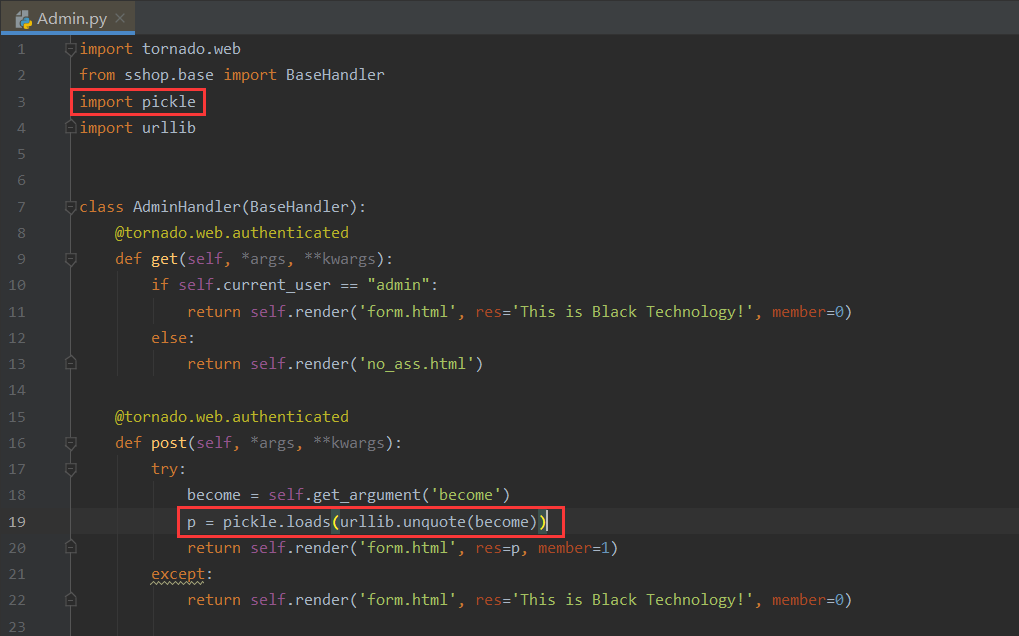 Admin.py ×
1 import tornado.web
2 from sshop.base import BaseHandler
3 import pickle
4 import urllib
5
6
7 class AdminHandler(BaseHandler):
8     @tornado.web.authenticated
9     def get(self, *args, **kwargs):
10         if self.current_user == "admin":
11             return self.render('form.html', res='This is Black Technology!', member=0)
12         else:
13             return self.render('no_ass.html')
14
15     @tornado.web.authenticated
16     def post(self, *args, **kwargs):
17         try:
18             become = self.get_argument('become')
19             p = pickle.loads(urllib.unquote(become))
20             return self.render('form.html', res=p, member=1)
21         except:
22             return self.render('form.html', res='This is Black Technology!', member=0)
23